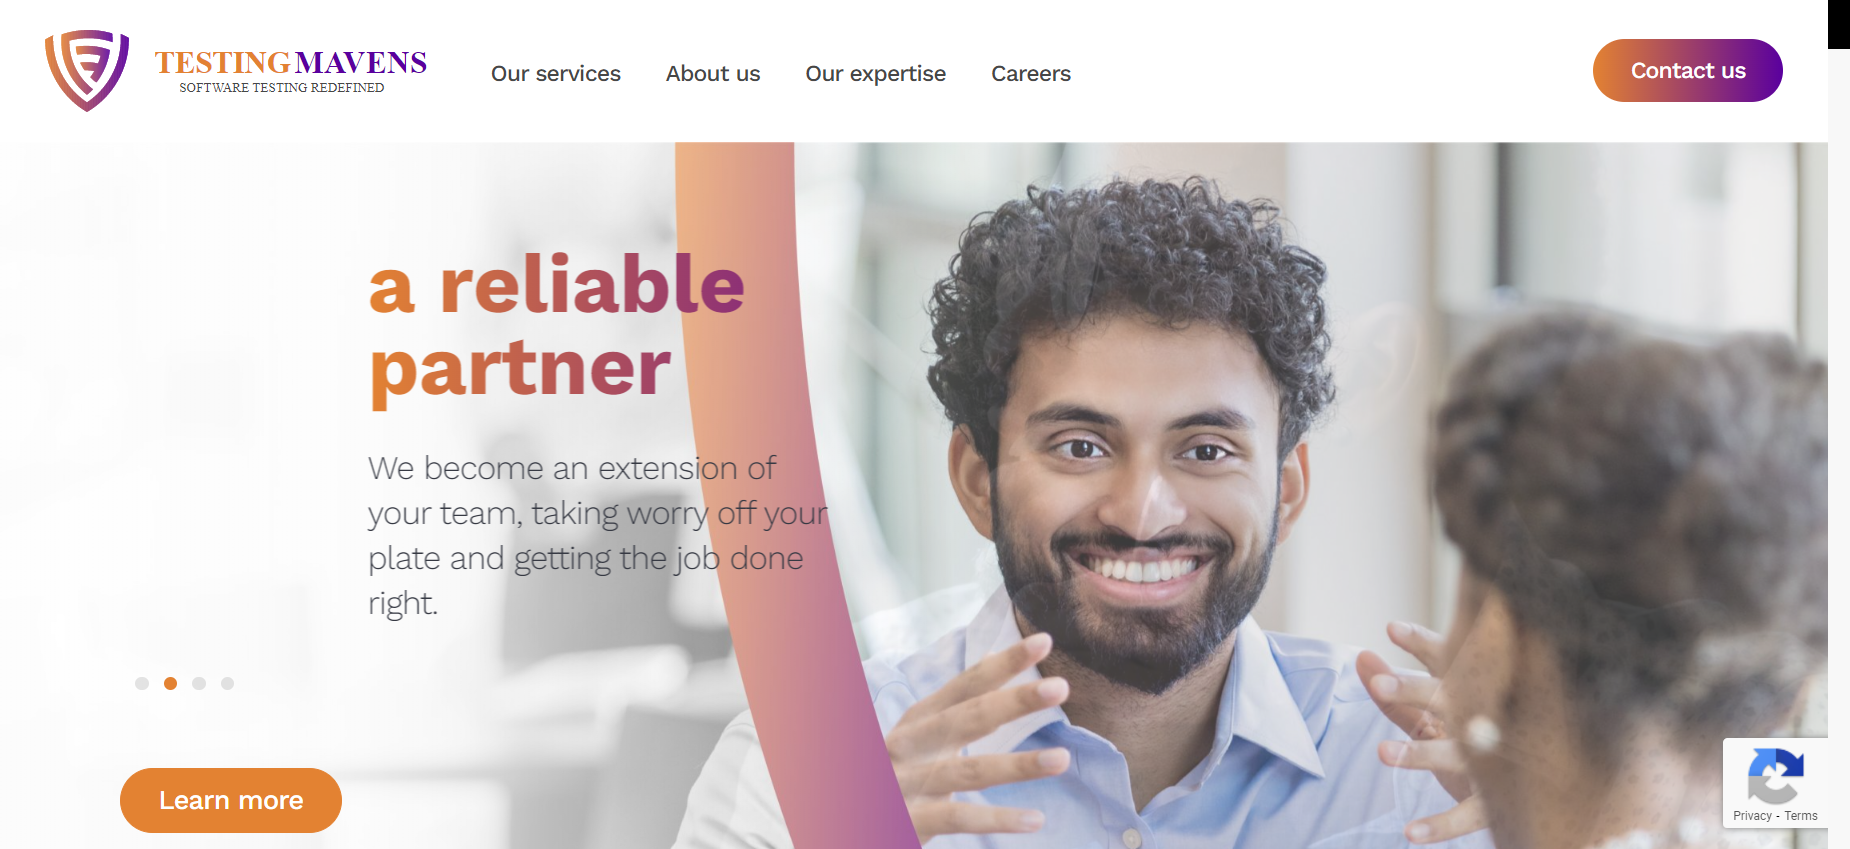 TESTING MAVENS
SOFTWARE TESTING REDEFINED
Our services
About us
Our expertise
Careers
Contact us
a reliable
partner
We become an extension of
your team, taking worry off your
plate and getting the job done
right.
Learn more
Privacy - Terms